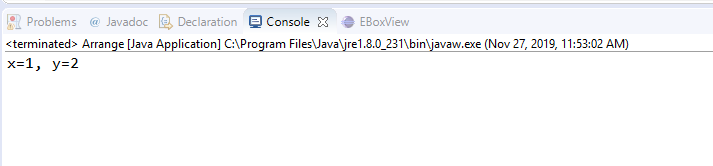 Problems @ Javadoc Declaration Console EBoxView
<terminated> Arrange [Java Application] C:\Program Files\Java\jre1.8.0_231\bin\javaw.exe (Nov 27, 2019, 11:53:02 AM)
x=1, y=2